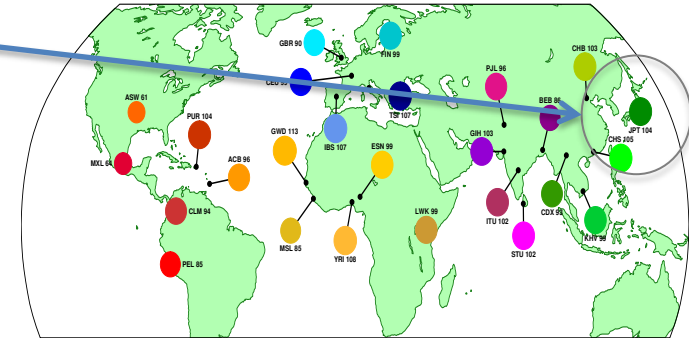 GBR 90
FIN 99
CHB 103
CEU 99
PJL 96
TSI 107
BEB 86
ASW 61
JPT 104
PUR 104
GWD 113
IBS 107
ESN 99
GIH 103
CHS 105
MXL 64
ACB 96
CLM 94
LWK 99
ITU 102
CDX 93
MSL 85
YRI 108
STU 102
KHV 99
PEL 85